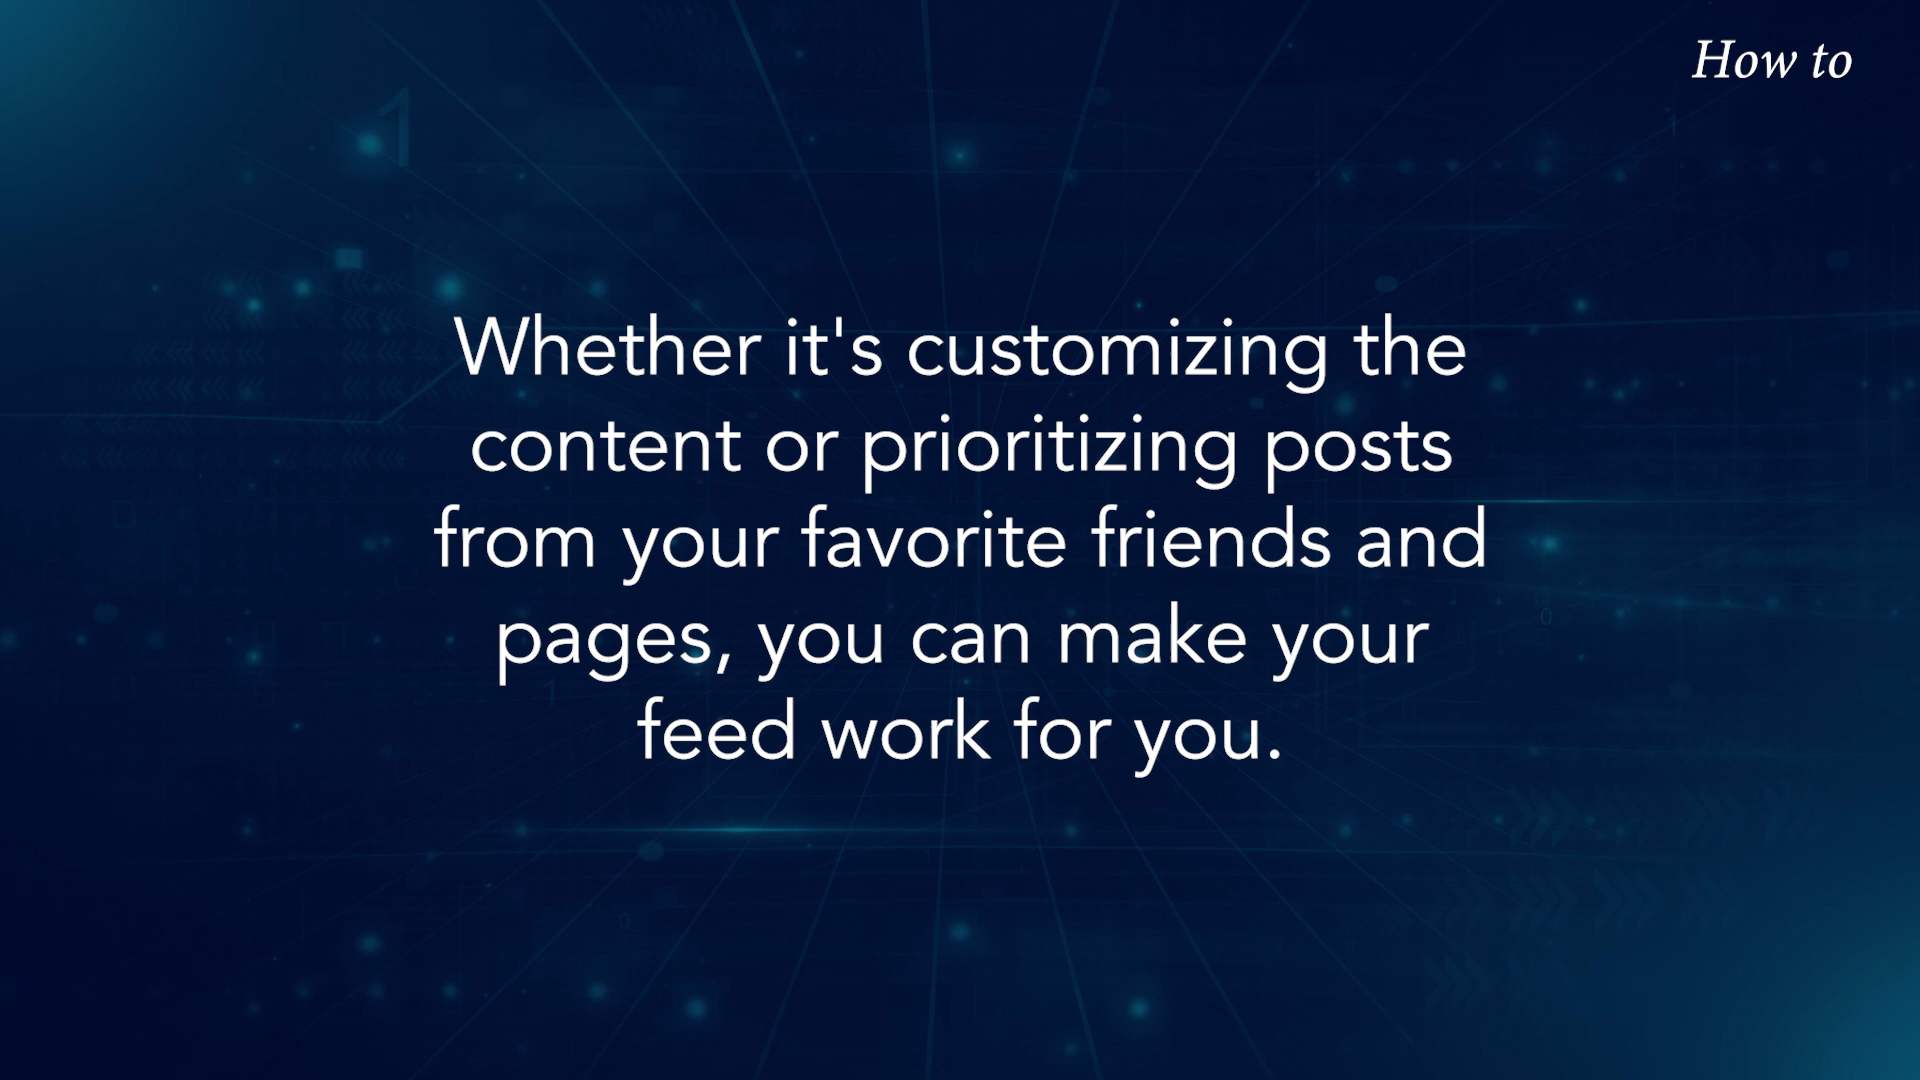 How to
Whether it's customizing the
content or prioritizing posts
from your favorite friends and
pages, you can make your
feed work for you.